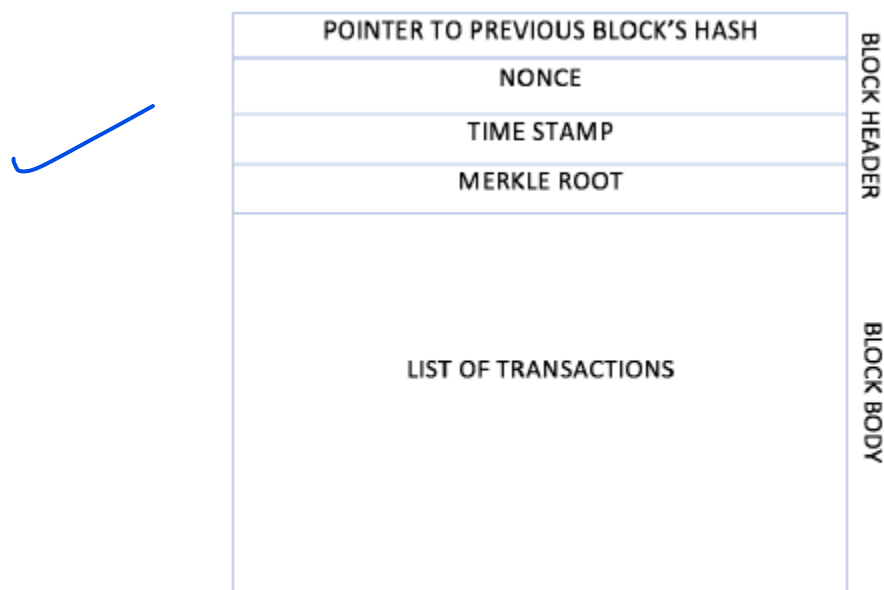 POINTER TO PREVIOUS BLOCK'S HASH
NONCE
TIME STAMP
MERKLE ROOT
BLOCK HEADER
LIST OF TRANSACTIONS
BLOCK BODY